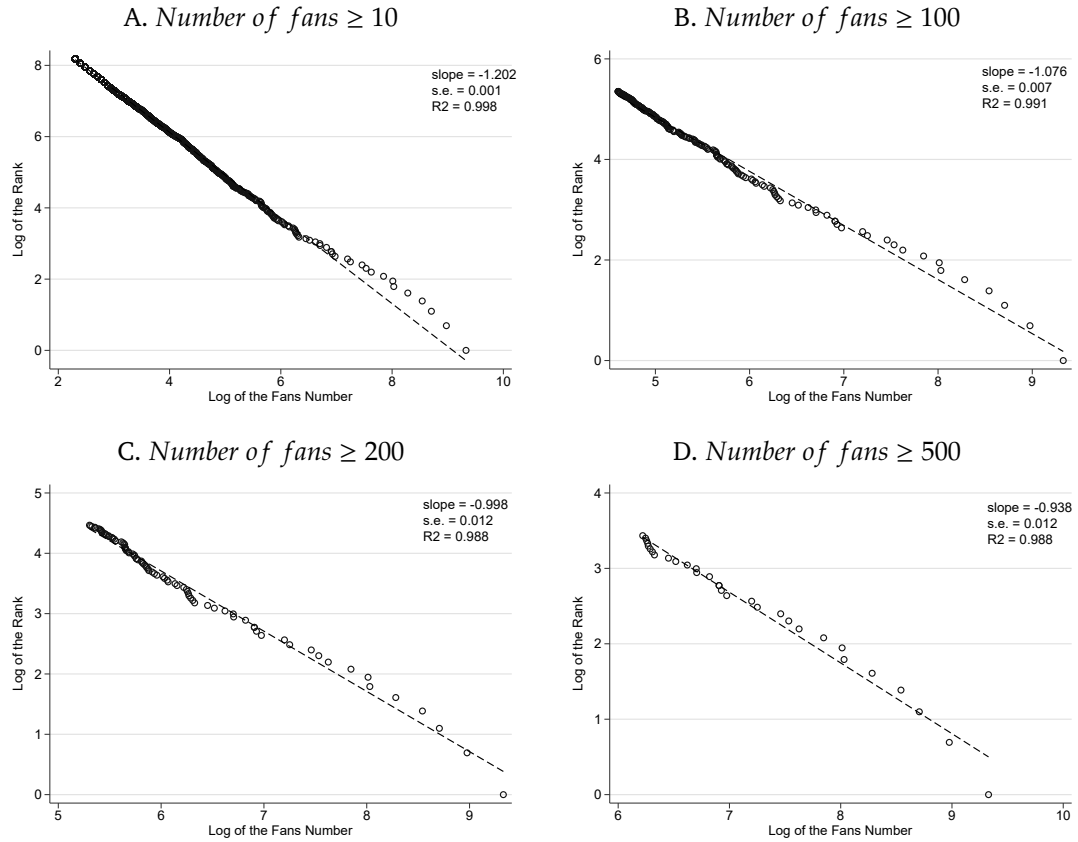 A. Number of fans ≥ 10
slope = -1.202
s.e. = 0.001
R2 = 0.998
Log of the Rank
8
6
4
2
0
2 4 6 8 10
Log of the Fans Number
B. Number of fans ≥ 100
slope = -1.076
s.e. = 0.007
R2 = 0.991
Log of the Rank
6
4
2
0
5 6 7 8 9
Log of the Fans Number
C. Number of fans ≥ 200
slope = -0.998
s.e. = 0.012
R2 = 0.988
Log of the Rank
5
4
3
2
1
0
5 6 7 8 9
Log of the Fans Number
D. Number of fans ≥ 500
slope = -0.938
s.e. = 0.012
R2 = 0.988
Log of the Rank
4
3
2
1
0
6 7 8 9 10
Log of the Fans Number